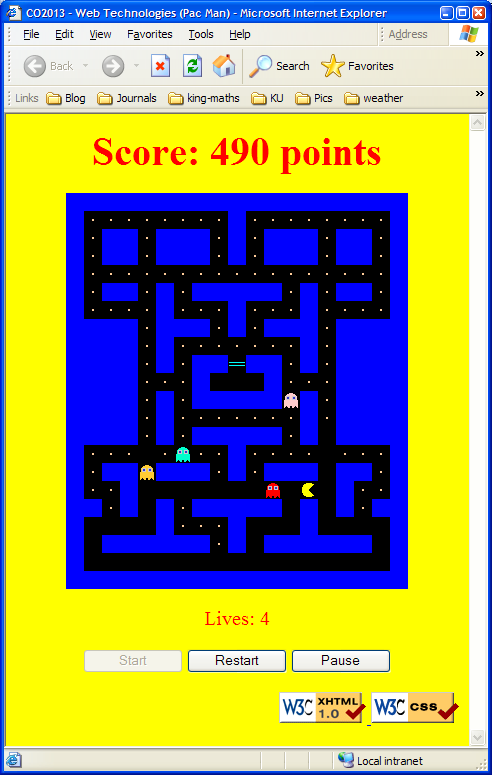 CO2013 - Web Technologies (Pac Man) - Microsoft Internet Explorer
File Edit View Favorites Tools Help Address
Back Search Favorites
Links Blog Journals king-maths KU Pics weather
Score: 490 points
Lives: 4
Start Restart Pause
W3C XHTML 1.0 W3C css
Local intranet